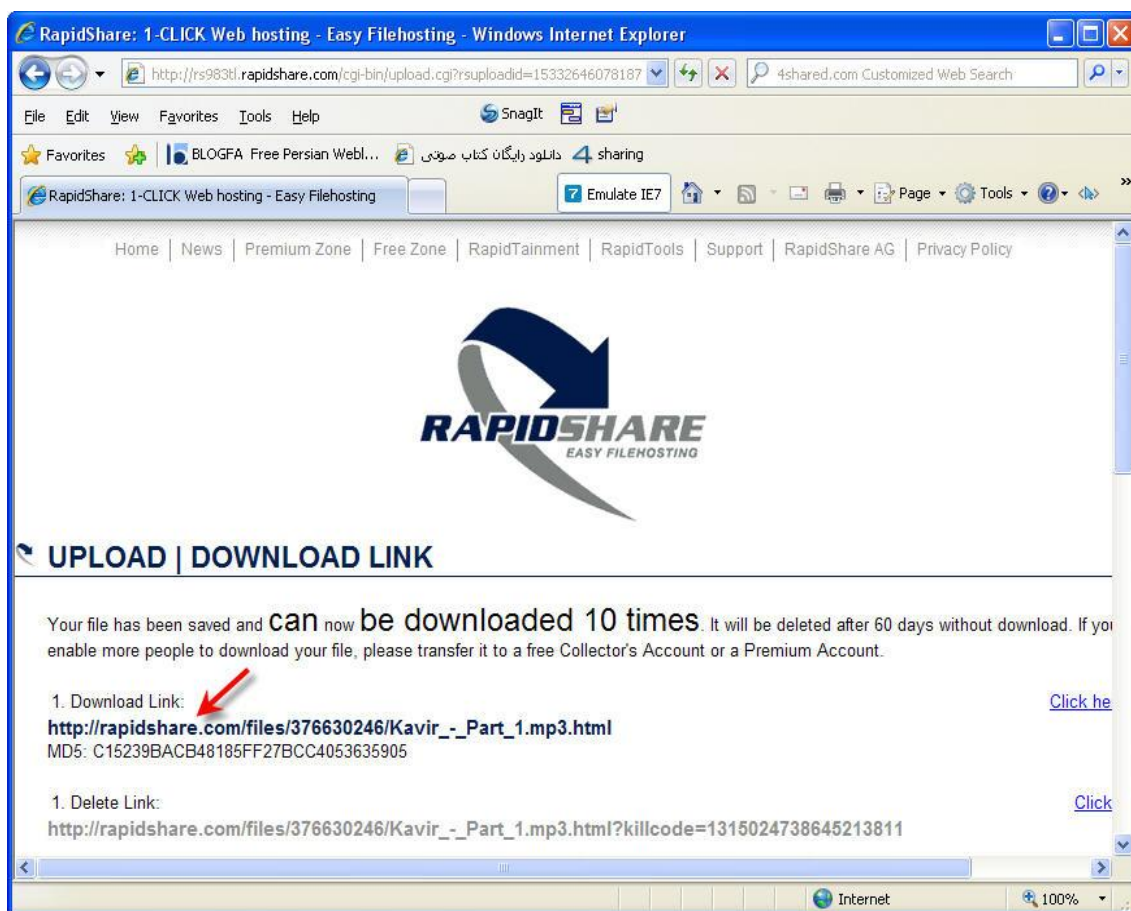 RapidShare: 1-CLICK Web hosting - Easy Filehosting - Windows Internet Explorer
http://rs983tl.rapidshare.com/cgi-bin/upload.cgi?rsuploadid=15332646078187
4shared.com Customized Web Search
File Edit View Favorites Tools Help SnagIt
Favorites BLOGFA Free Persian Webl... دانلود رایگان کتاب صوتی 4 sharing
RapidShare: 1-CLICK Web hosting - Easy Filehosting 7 Emulate IE7 Page Tools »
Home | News | Premium Zone | Free Zone | RapidTainment | RapidTools | Support | RapidShare AG | Privacy Policy
RAPIDSHARE
EASY FILEHOSTING
UPLOAD | DOWNLOAD LINK
Your file has been saved and can now be downloaded 10 times. It will be deleted after 60 days without download. If you
enable more people to download your file, please transfer it to a free Collector's Account or a Premium Account.
1. Download Link: Click he
http://rapidshare.com/files/376630246/Kavir_-_Part_1.mp3.html
MD5: C15239BACB48185FF27BCC4053635905
1. Delete Link: Click
http://rapidshare.com/files/376630246/Kavir_-_Part_1.mp3.html?killcode=1315024738645213811
Internet 100%